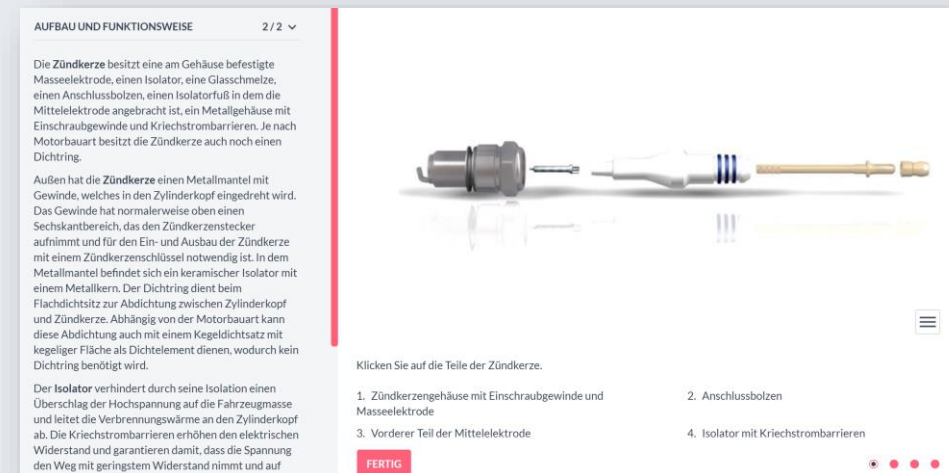 AUFBAU UND FUNKTIONSWEISE 2 / 2
Die Zündkerze besitzt eine am Gehäuse befestigte
Masseelektrode, einen Isolator, eine Glasschmelze,
einen Anschlussbolzen, einen Isolatorfuß in dem die
Mittelelektrode angebracht ist, ein Metallgehäuse mit
Einschraubgewinde und Kriechstrombarrieren. Je nach
Motorbauart besitzt die Zündkerze auch noch einen
Dichtring.
Außen hat die Zündkerze einen Metallmantel mit
Gewinde, welches in den Zylinderkopf eingedreht wird.
Das Gewinde hat normalerweise oben einen
Sechskantbereich, das den Zündkerzenstecker
aufnimmt und für den Ein- und Ausbau der Zündkerze
mit einem Zündkerzenschlüssel notwendig ist. In dem
Metallmantel befindet sich ein keramischer Isolator mit
einem Metallkern. Der Dichtring dient beim
Flachdichtsitz zur Abdichtung zwischen Zylinderkopf
und Zündkerze. Abhängig von der Motorbauart kann
diese Abdichtung auch mit einem Kegeldichtsatz mit
kegeliger Fläche als Dichtelement dienen, wodurch kein
Dichtring benötigt wird.
Der Isolator verhindert durch seine Isolation einen
Überschlag der Hochspannung auf die Fahrzeugmasse
und leitet die Verbrennungswärme an den Zylinderkopf
ab. Die Kriechstrombarrieren erhöhen den elektrischen
Widerstand und garantieren damit, dass die Spannung
den Weg mit geringstem Widerstand nimmt und auf
Klicken Sie auf die Teile der Zündkerze.
1. Zündkerzengehäuse mit Einschraubgewinde und
Masseelektrode
2. Anschlussbolzen
3. Vorderer Teil der Mittelelektrode
4. Isolator mit Kriechstrombarrieren
FERTIG